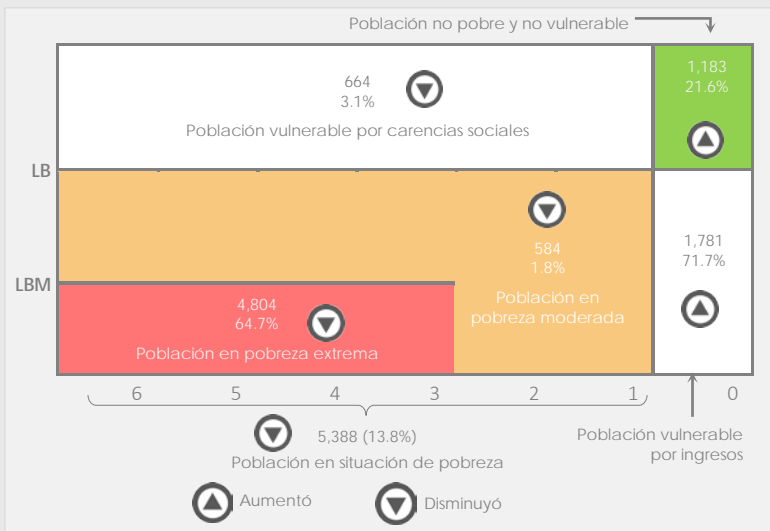 Población no pobre y no vulnerable
664
3.1%
Población vulnerable por carencias sociales
1,183
21.6%
LB
584
1.8%
Población en
pobreza moderada
1,781
71.7%
LBM
4,804
64.7%
Población en pobreza extrema
6 5 4 3 2 1 0
5,388 (13.8%)
Población en situación de pobreza
Población vulnerable
por ingresos
Aumentó
Disminuyó